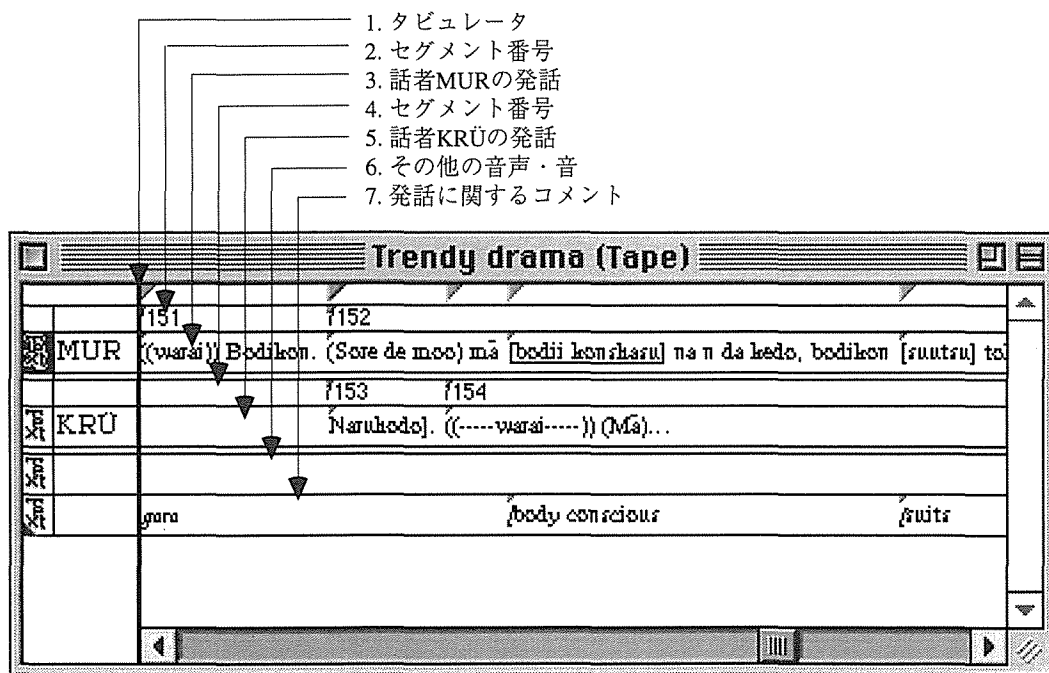 1. タビュレータ
2. セグメント番号
3. 話者MURの発話
4. セグメント番号
5. 話者KRÜの発話
6. その他の音声・音
7. 発話に関するコメント
Trendy drama (Tape)
151 152
MUR ((warai)) Bodikon. (Sore de moo) mā [bodii konshasu] na n da kedo, bodikon [suutsu] to
153 154
KRÜ Naruhodo]. ((-----warai-----)) (Mā)...
/body conscious /suits